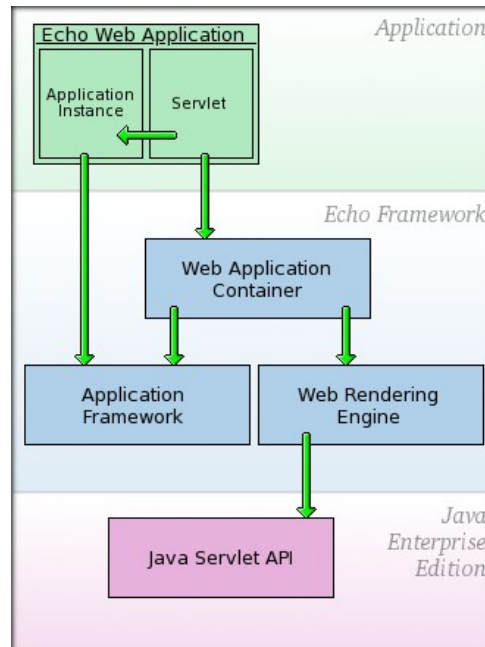 Application
Echo Web Application
Application
Instance
Servlet
Echo Framework
Web Application
Container
Application
Framework
Web Rendering
Engine
Java
Enterprise
Edition
Java Servlet API